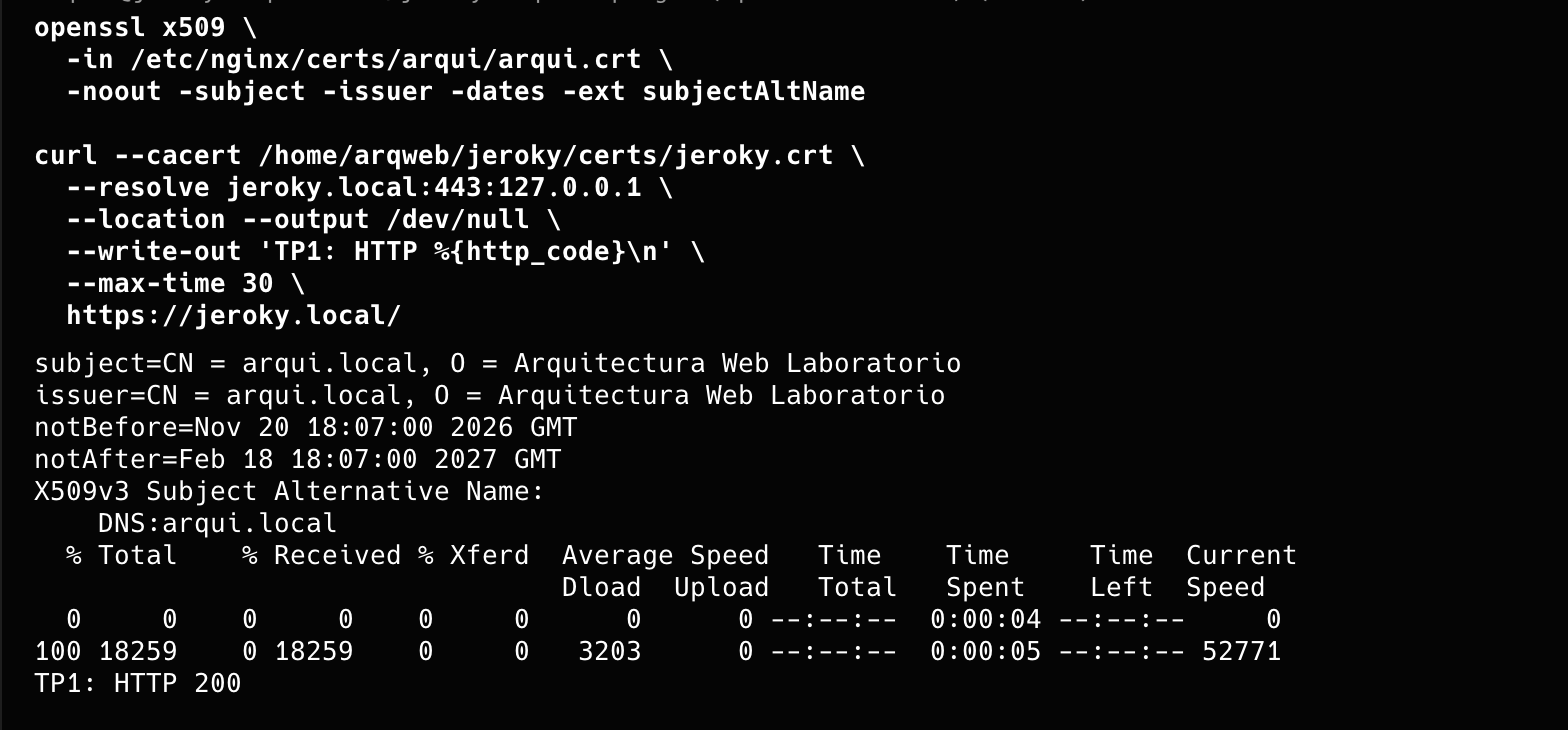 openssl x509 \
  -in /etc/nginx/certs/arqui/arqui.crt \
  -noout -subject -issuer -dates -ext subjectAltName

curl --cacert /home/arqweb/jeroky/certs/jeroky.crt \
  --resolve jeroky.local:443:127.0.0.1 \
  --location --output /dev/null \
  --write-out 'TP1: HTTP %{http_code}\n' \
  --max-time 30 \
  https://jeroky.local/
subject=CN = arqui.local, O = Arquitectura Web Laboratorio
issuer=CN = arqui.local, O = Arquitectura Web Laboratorio
notBefore=Nov 20 18:07:00 2026 GMT
notAfter=Feb 18 18:07:00 2027 GMT
X509v3 Subject Alternative Name:
    DNS:arqui.local
  % Total    % Received % Xferd  Average Speed   Time    Time     Time  Current
                                 Dload  Upload   Total   Spent    Left  Speed
  0     0    0     0    0     0      0      0 --:--:--  0:00:04 --:--:--     0
100 18259    0 18259    0     0   3203      0 --:--:--  0:00:05 --:--:-- 52771
TP1: HTTP 200